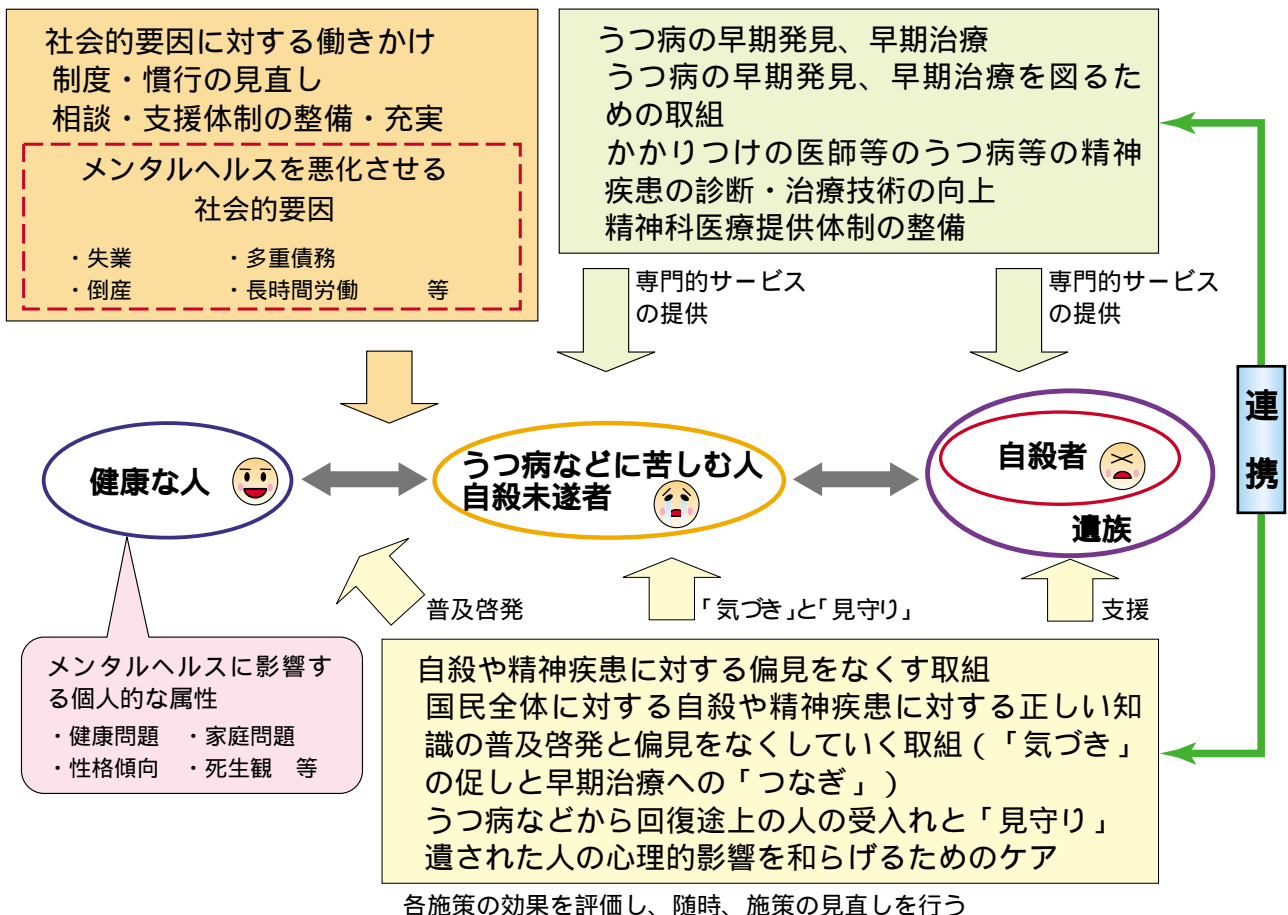 社会的要因に対する働きかけ
制度・慣行の見直し
相談・支援体制の整備・充実
メンタルヘルスを悪化させる
社会的要因
・失業 ・多重債務
・倒産 ・長時間労働 等
うつ病の早期発見、早期治療
うつ病の早期発見、早期治療を図るた
めの取組
かかりつけの医師等のうつ病等の精神
疾患の診断・治療技術の向上
精神科医療提供体制の整備
専門的サービス
の提供
専門的サービス
の提供
連携
健康な人
うつ病などに苦しむ人
自殺未遂者
自殺者
遺族
普及啓発
「気づき」と「見守り」
支援
メンタルヘルスに影響す
る個人的な属性
・健康問題 ・家庭問題
・性格傾向 ・死生観 等
自殺や精神疾患に対する偏見をなくす取組
国民全体に対する自殺や精神疾患に対する正しい知
識の普及啓発と偏見をなくしていく取組(「気づき」
の促しと早期治療への「つなぎ」)
うつ病などから回復途上の人の受入れと「見守り」
遺された人の心理的影響を和らげるためのケア
各施策の効果を評価し、随時、施策の見直しを行う